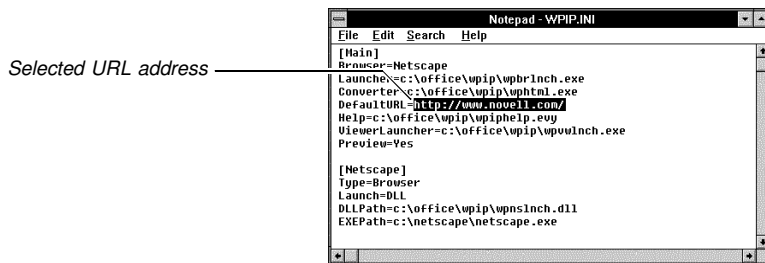 Notepad - WPIP.INI
File Edit Search Help
Selected URL address
[Main]
Browser=Netscape
Launcher=c:\office\wpip\wpbrlnch.exe
Converter=c:\office\wpip\wphtml.exe
DefaultURL=http://www.novell.com/
Help=c:\office\wpip\wpiphelp.evy
ViewerLauncher=c:\office\wpip\wpvwlnch.exe
Preview=Yes
[Netscape]
Type=Browser
Launch=DLL
DLLPath=c:\office\wpip\wpnslnch.dll
EXEPath=c:\netscape\netscape.exe